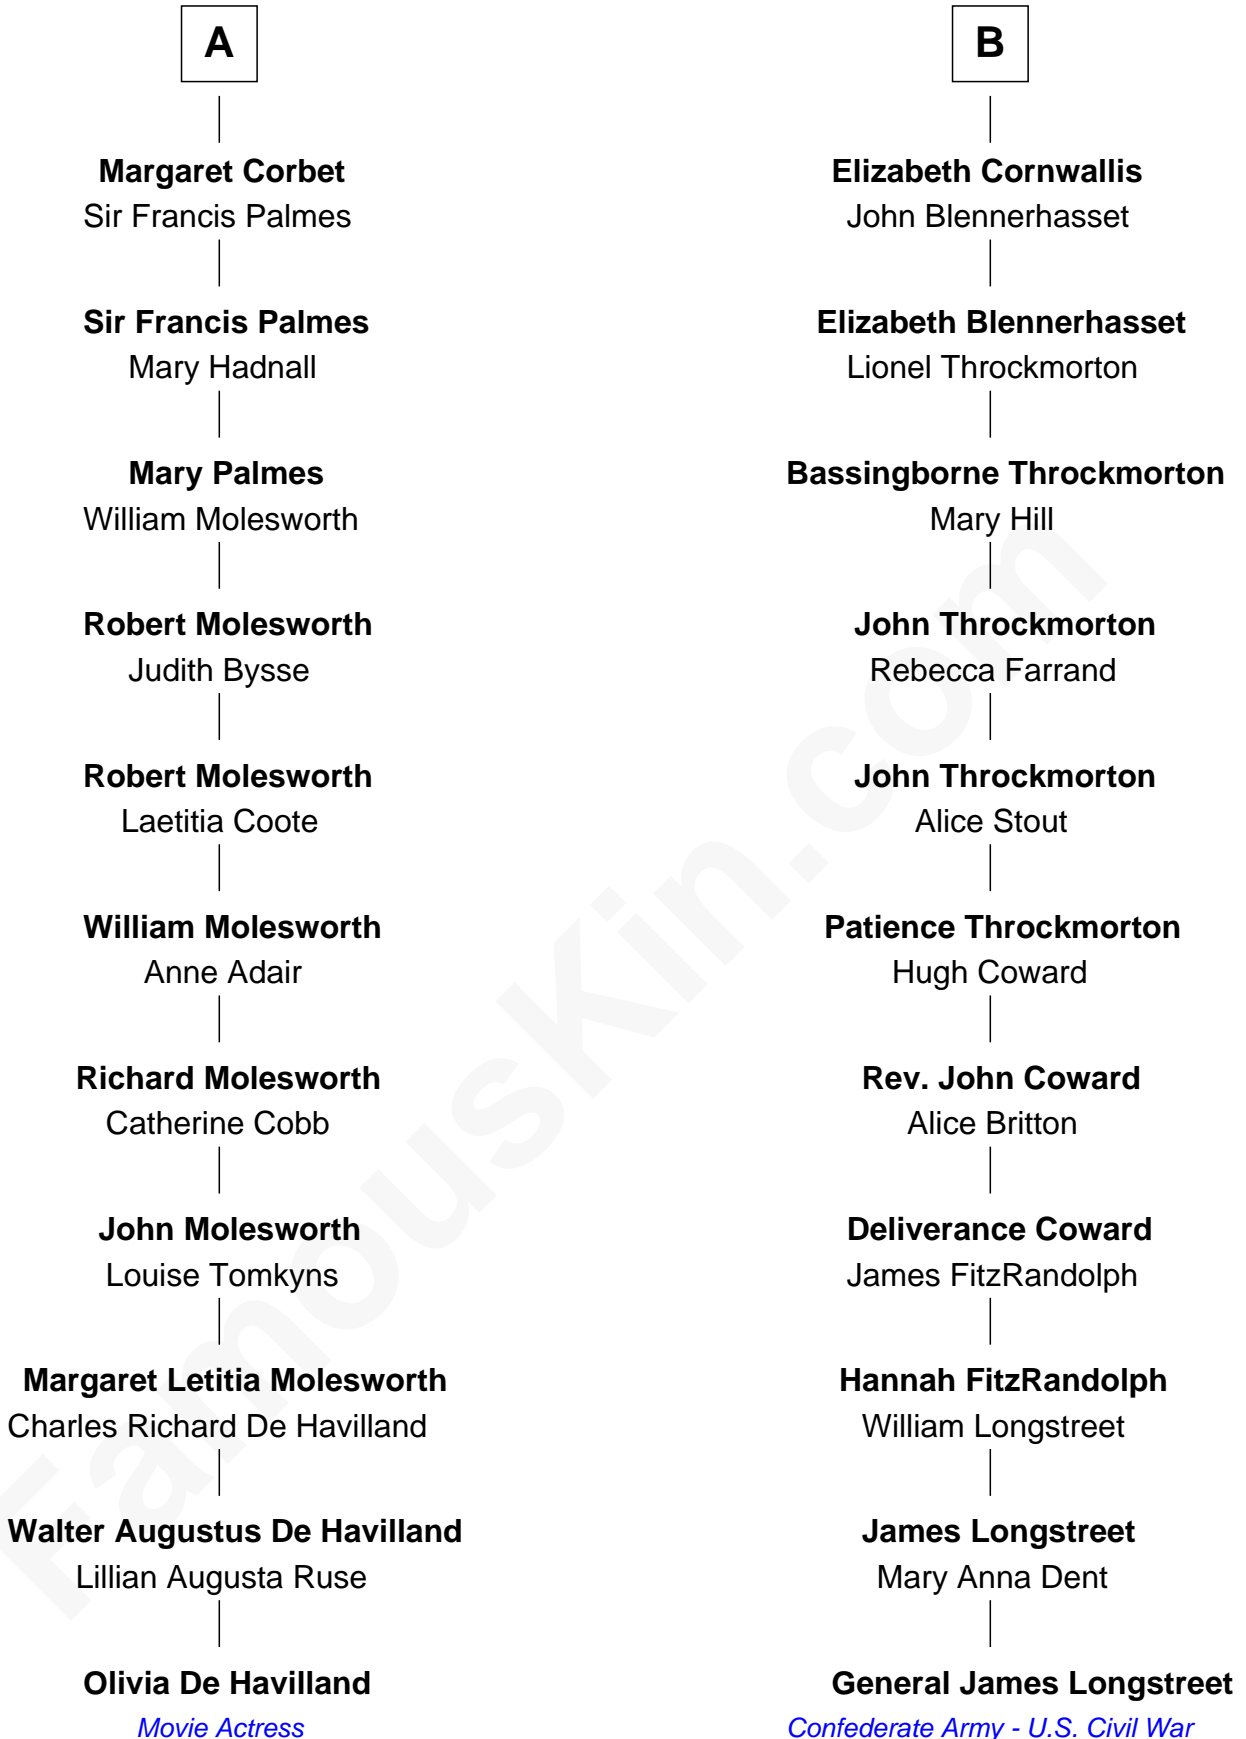 A
Margaret Corbet
Sir Francis Palmes
Sir Francis Palmes
Mary Hadnall
Mary Palmes
William Molesworth
Robert Molesworth
Judith Bysse
Robert Molesworth
Laetitia Coote
William Molesworth
Anne Adair
Richard Molesworth
Catherine Cobb
John Molesworth
Louise Tomkyns
Margaret Letitia Molesworth
Charles Richard De Havilland
Walter Augustus De Havilland
Lillian Augusta Ruse
Olivia De Havilland
Movie Actress
B
Elizabeth Cornwallis
John Blennerhasset
Elizabeth Blennerhasset
Lionel Throckmorton
Bassingborne Throckmorton
Mary Hill
John Throckmorton
Rebecca Farrand
John Throckmorton
Alice Stout
Patience Throckmorton
Hugh Coward
Rev. John Coward
Alice Britton
Deliverance Coward
James FitzRandolph
Hannah FitzRandolph
William Longstreet
James Longstreet
Mary Anna Dent
General James Longstreet
Confederate Army - U.S. Civil War
FamousKin.com